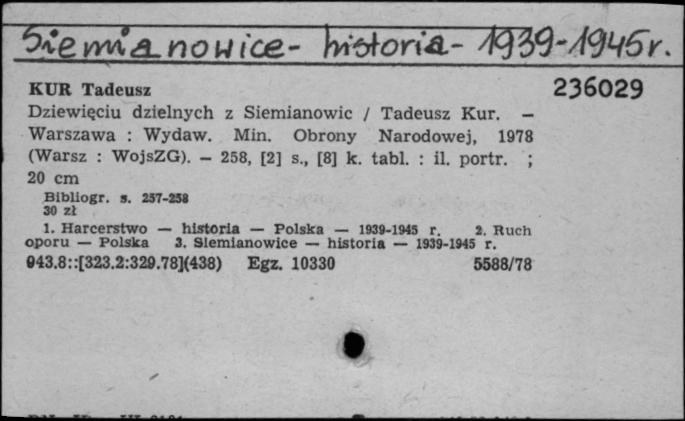 Siemianowice - historia - 1939-1945 r.
KUR Tadeusz 236029
Dziewięciu dzielnych z Siemianowic / Tadeusz Kur. —
Warszawa : Wydaw. Min. Obrony Narodowej, 1978
(Warsz : WojsZG). — 258, [2] s., [8] k. tabl. : il. portr. ;
20 cm
Bibliogr. s. 257-258
30 zł
1. Harcerstwo — historia — Polska — 1939-1945 r. 2. Ruch
oporu — Polska 3. Siemianowice — historia — 1939-1945 r.
943.8::[323.2:329.78](438) Egz. 10330 5588/78